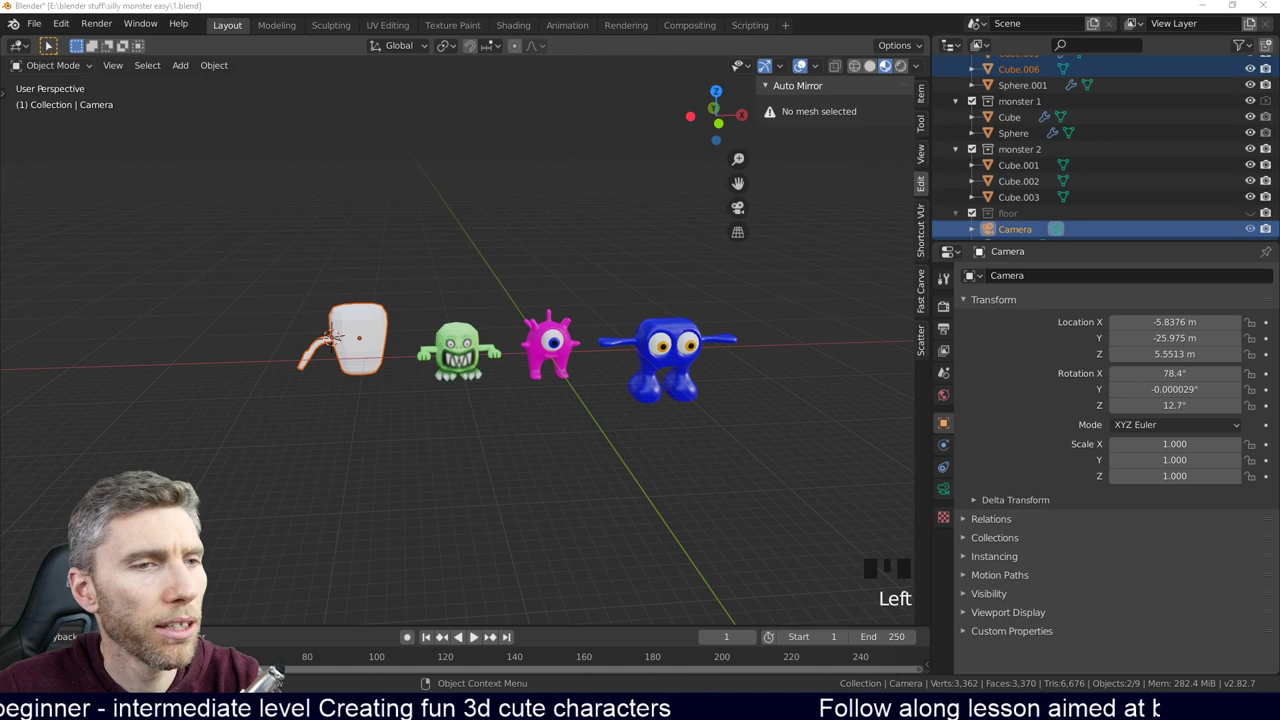 Blender* [E:\blender stuff\silly monster easy\1.blend]
File Edit Render Window Help Layout Modeling Sculpting UV Editing Texture Paint Shading Animation Rendering Compositing Scripting + Scene View Layer
Global Options
Object Mode View Select Add Object
User Perspective
(1) Collection | Camera
Auto Mirror
No mesh selected
Z
Y
X
Item
Tool
View
Edit
Shortcut VUr
Fast Carve
Scatter
Cube.006
Sphere.001
monster 1
Cube
Sphere
monster 2
Cube.001
Cube.002
Cube.003
floor
Camera
Camera
Camera
Transform
Location X -5.8376 m
Y -25.975 m
Z 5.5513 m
Rotation X 78.4°
Y -0.000029°
Z 12.7°
Mode XYZ Euler
Scale X 1.000
Y 1.000
Z 1.000
Delta Transform
Relations
Collections
Instancing
Motion Paths
Visibility
Viewport Display
Custom Properties
Left
yback 1 Start 1 End 250
80 100 120 140 160 180 200 220 240
Object Context Menu Collection | Camera | Verts:3,362 | Faces:3,370 | Tris:6,676 | Objects:2/9 | Mem: 282.4 MiB | v2.82.7
beginner - intermediate level Creating fun 3d cute characters Follow along lesson aimed at b